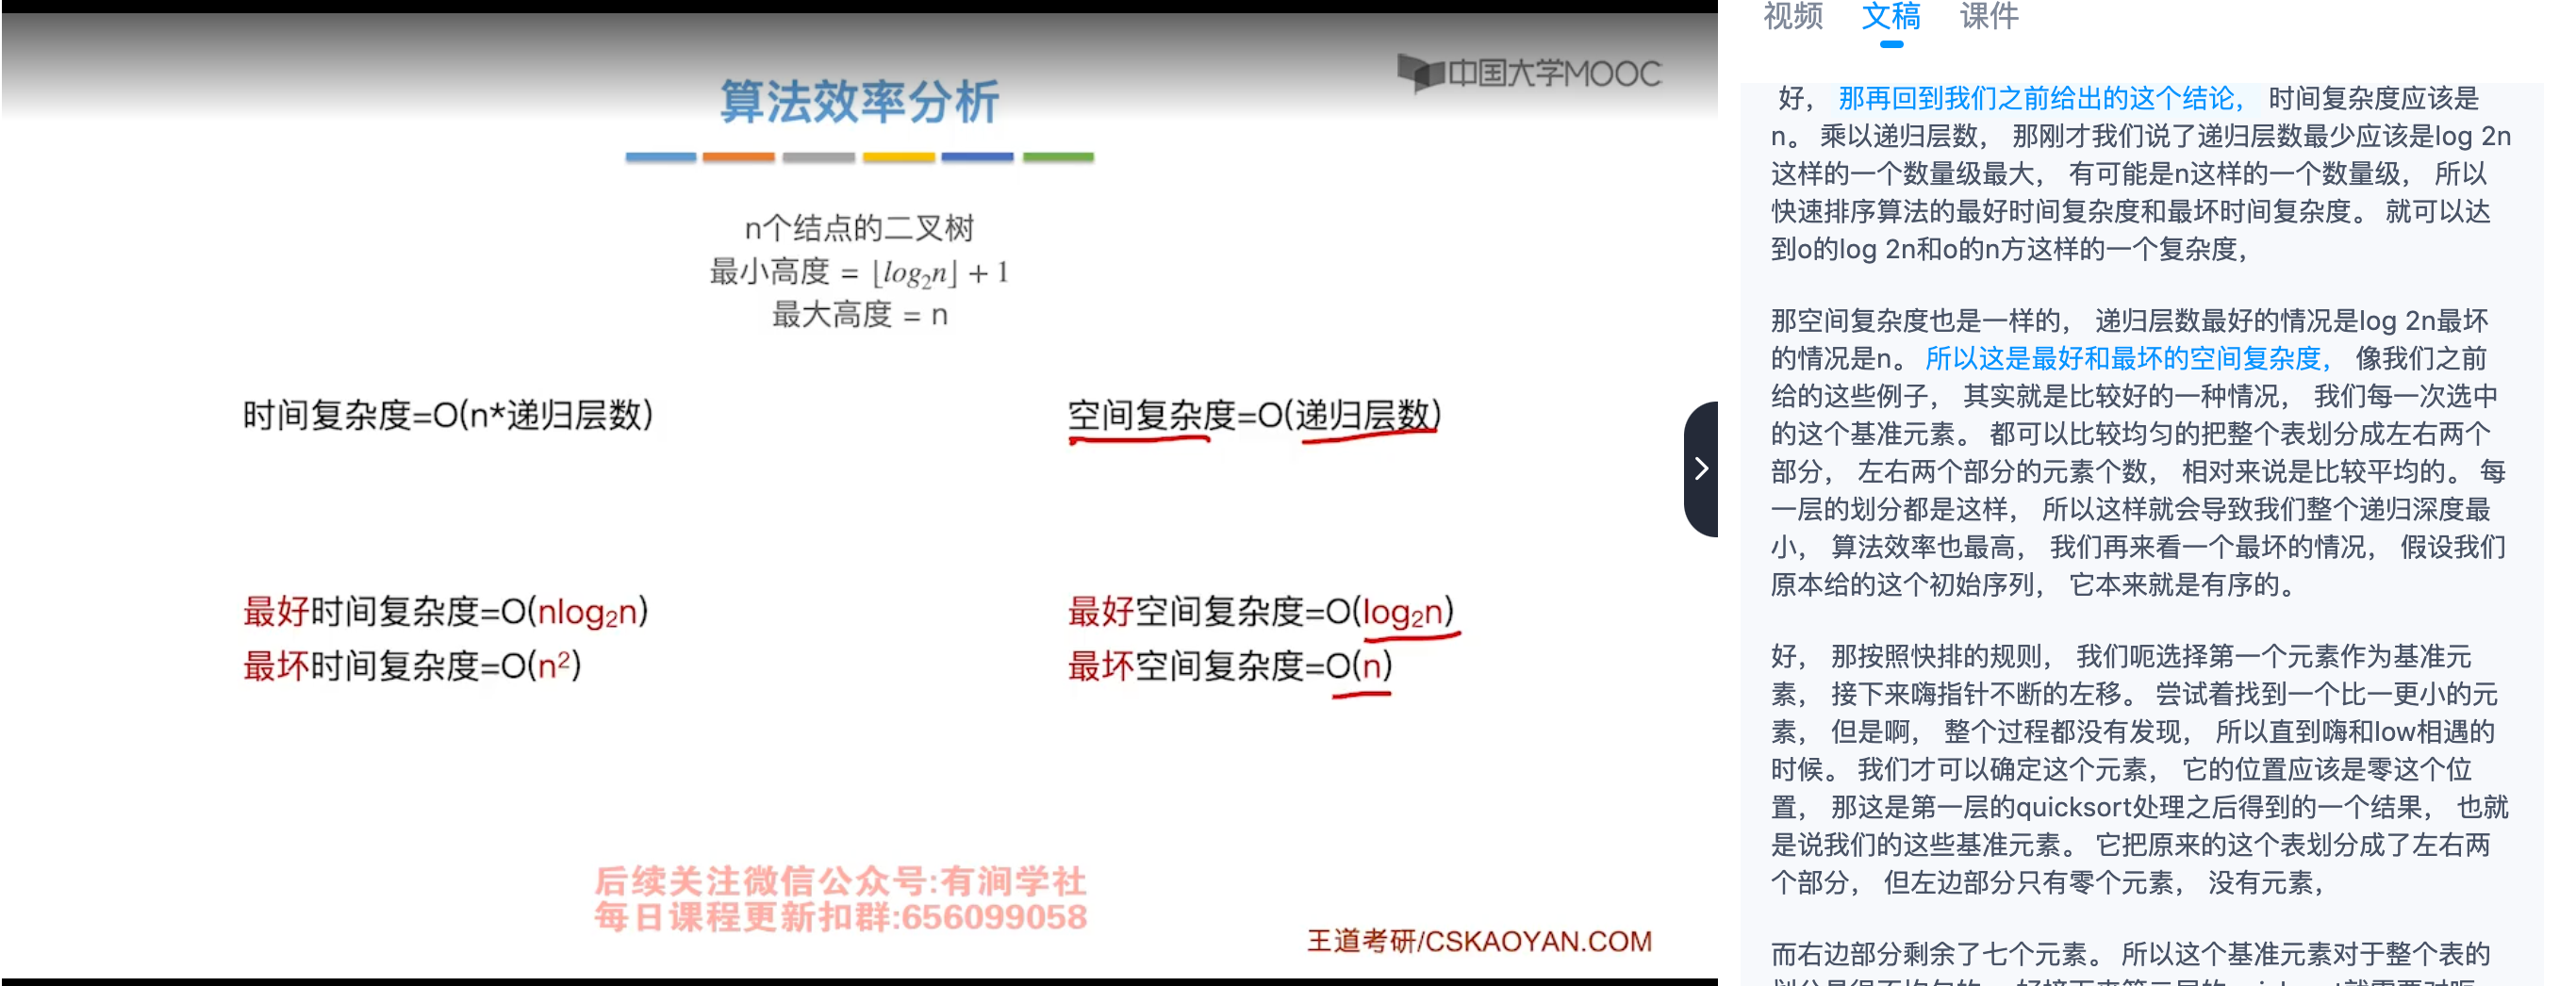 中国大学MOOC
算法效率分析
n个结点的二叉树
最小高度 = ⌊log₂n⌋ + 1
最大高度 = n
时间复杂度=O(n*递归层数)
空间复杂度=O(递归层数)
最好时间复杂度=O(nlog₂n)
最坏时间复杂度=O(n²)
最好空间复杂度=O(log₂n)
最坏空间复杂度=O(n)
后续关注微信公众号:有涧学社
每日课程更新扣群:656099058
王道考研/CSKAOYAN.COM
视频 文稿 课件
好， 那再回到我们之前给出的这个结论， 时间复杂度应该是
n。 乘以递归层数， 那刚才我们说了递归层数最少应该是log 2n
这样的一个数量级最大， 有可能是n这样的一个数量级， 所以
快速排序算法的最好时间复杂度和最坏时间复杂度。 就可以达
到o的log 2n和o的n方这样的一个复杂度，
那空间复杂度也是一样的， 递归层数最好的情况是log 2n最坏
的情况是n。 所以这是最好和最坏的空间复杂度， 像我们之前
给的这些例子， 其实就是比较好的一种情况， 我们每一次选中
的这个基准元素。 都可以比较均匀的把整个表划分成左右两个
部分， 左右两个部分的元素个数， 相对来说是比较平均的。 每
一层的划分都是这样， 所以这样就会导致我们整个递归深度最
小， 算法效率也最高， 我们再来看一个最坏的情况， 假设我们
原本给的这个初始序列， 它本来就是有序的。
好， 那按照快排的规则， 我们呃选择第一个元素作为基准元
素， 接下来嗨指针不断的左移。 尝试着找到一个比一更小的元
素， 但是啊， 整个过程都没有发现， 所以直到嗨和low相遇的
时候。 我们才可以确定这个元素， 它的位置应该是零这个位
置， 那这是第一层的quicksort处理之后得到的一个结果， 也就
是说我们的这些基准元素。 它把原来的这个表划分成了左右两
个部分， 但左边部分只有零个元素， 没有元素，
而右边部分剩余了七个元素。 所以这个基准元素对于整个表的